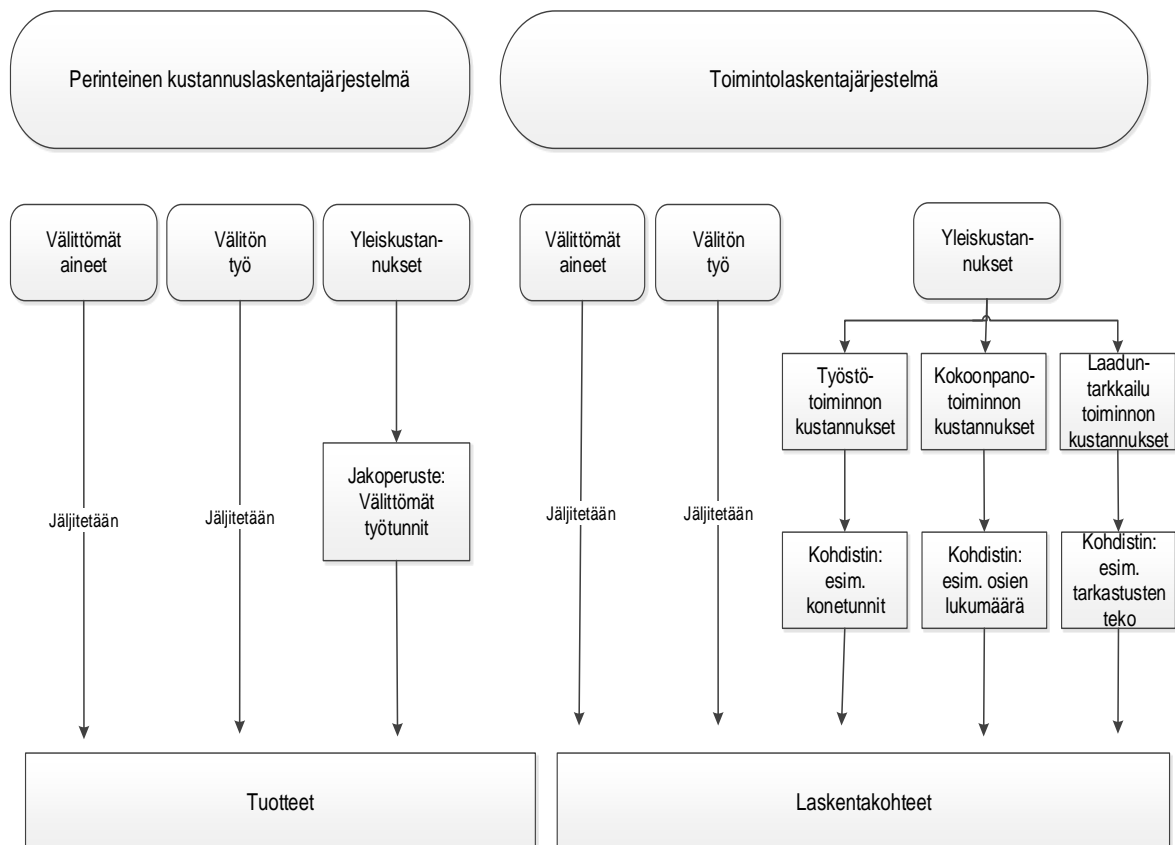 Perinteinen kustannuslaskentajärjestelmä
Toimintolaskentajärjestelmä
Välittömät
aineet
Välitön
työ
Yleiskustan-
nukset
Välittömät
aineet
Välitön
työ
Yleiskustan-
nukset
Työstö-
toiminnon
kustannukset
Kokoonpano-
toiminnon
kustannukset
Laadun-
tarkkailu
toiminnon
kustannukset
Jakoperuste:
Välittömät
työtunnit
Jäljitetään
Jäljitetään
Jäljitetään
Jäljitetään
Kohdistin:
esim.
konetunnit
Kohdistin:
esim. osien
lukumäärä
Kohdistin:
esim.
tarkastusten
teko
Tuotteet
Laskentakohteet